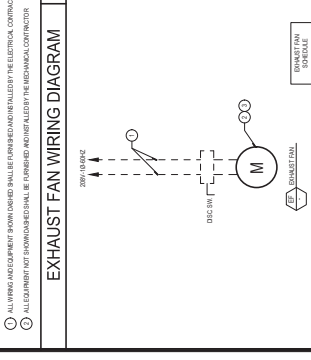 ① ALL WIRING AND EQUIPMENT SHOWN DASHED SHALL BE FURNISHED AND INSTALLED BY THE ELECTRICAL CONTRAC
② ALL EQUIPMENT NOT SHOWN DASHED SHALL BE FURNISHED AND INSTALLED BY THE MECHANICAL CONTRACTOR
EXHAUST FAN WIRING DIAGRAM
208V-1Ø-60HZ
①
DISC SW.
② ③
M
EF
-
EXHAUST FAN
EXHAUST FAN
SCHEDULE